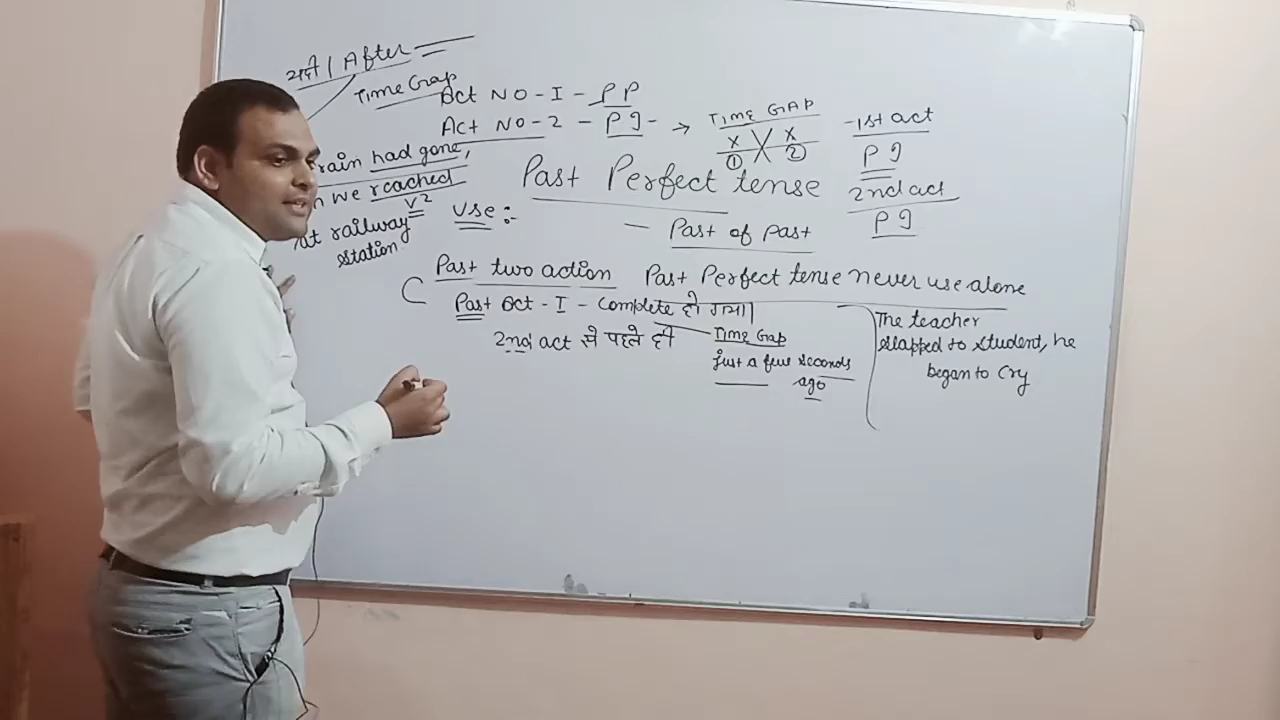 After
Time Gap
Act NO - I - PP
Act NO - 2 - PI - → TIME GAP
X X
1 2
-1st act
PI
2nd act
PI
rain had gone,
n we reached
V2
at railway
station
Past Perfect tense
Use :-
- Past of past
Past two action
Past Perfect tense never use alone
Past Act - I - Complete हो गया।
2nd act से पहले ही
Time Gap
Just a few seconds
ago
The teacher
slapped to student, he
began to Cry